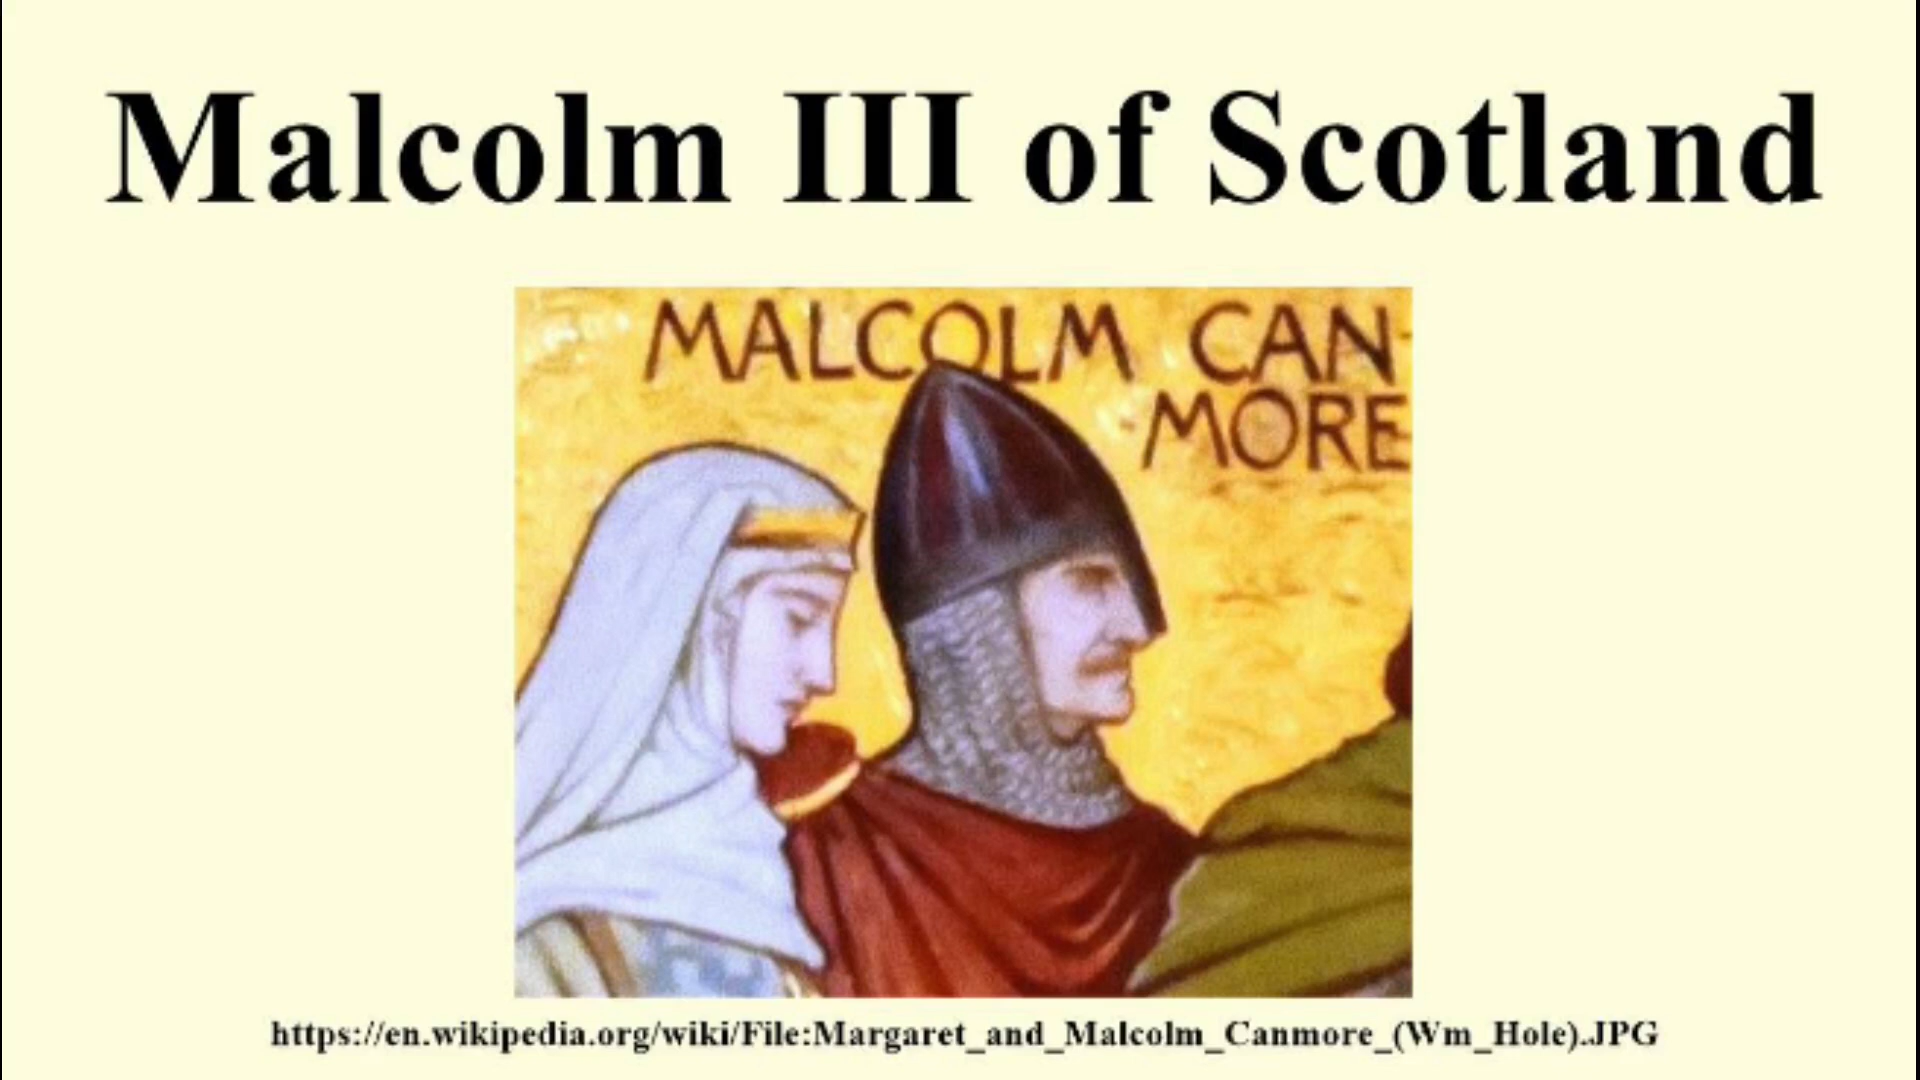 Malcolm III of Scotland
MALCOLM CAN-
-MORE
https://en.wikipedia.org/wiki/File:Margaret_and_Malcolm_Canmore_(Wm_Hole).JPG